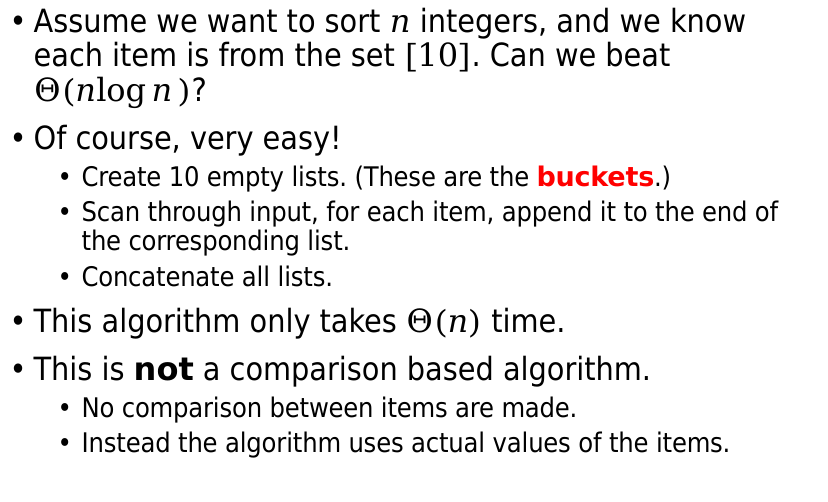 • Assume we want to sort n integers, and we know
each item is from the set [10]. Can we beat
Θ(nlog n )?
• Of course, very easy!
• Create 10 empty lists. (These are the buckets.)
• Scan through input, for each item, append it to the end of
the corresponding list.
• Concatenate all lists.
• This algorithm only takes Θ(n) time.
• This is not a comparison based algorithm.
• No comparison between items are made.
• Instead the algorithm uses actual values of the items.